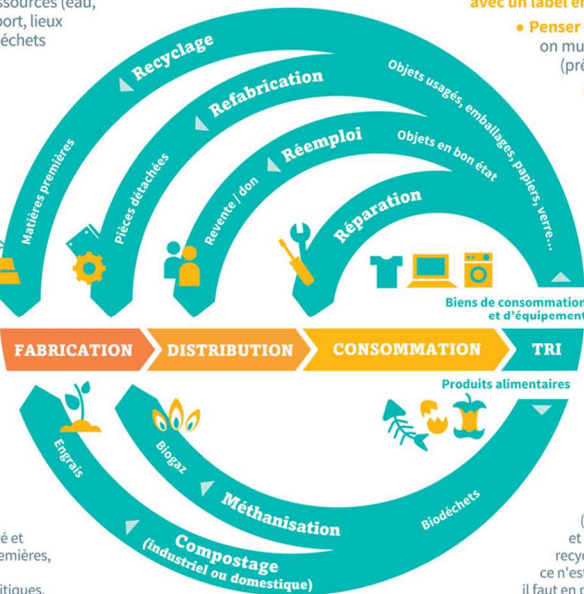 ssources (eau,
port, lieux
échets
avec un label en
• Penser
on mu
(prê
Recyclage
Refabrication
Réemploi
Réparation
Objets usagés, emballages, papiers, verre...
Objets en bon état
Matières premières
Pièces détachées
Revente / don
Biens de consommation
et d'équipement
FABRICATION
DISTRIBUTION
CONSOMMATION
TRI
Produits alimentaires
Engrais
Biogaz
Méthanisation
Biodéchets
Compostage
(industriel ou domestique)
té et
emières,
itiques.
(
et
recyc
ce n'est
il faut en r